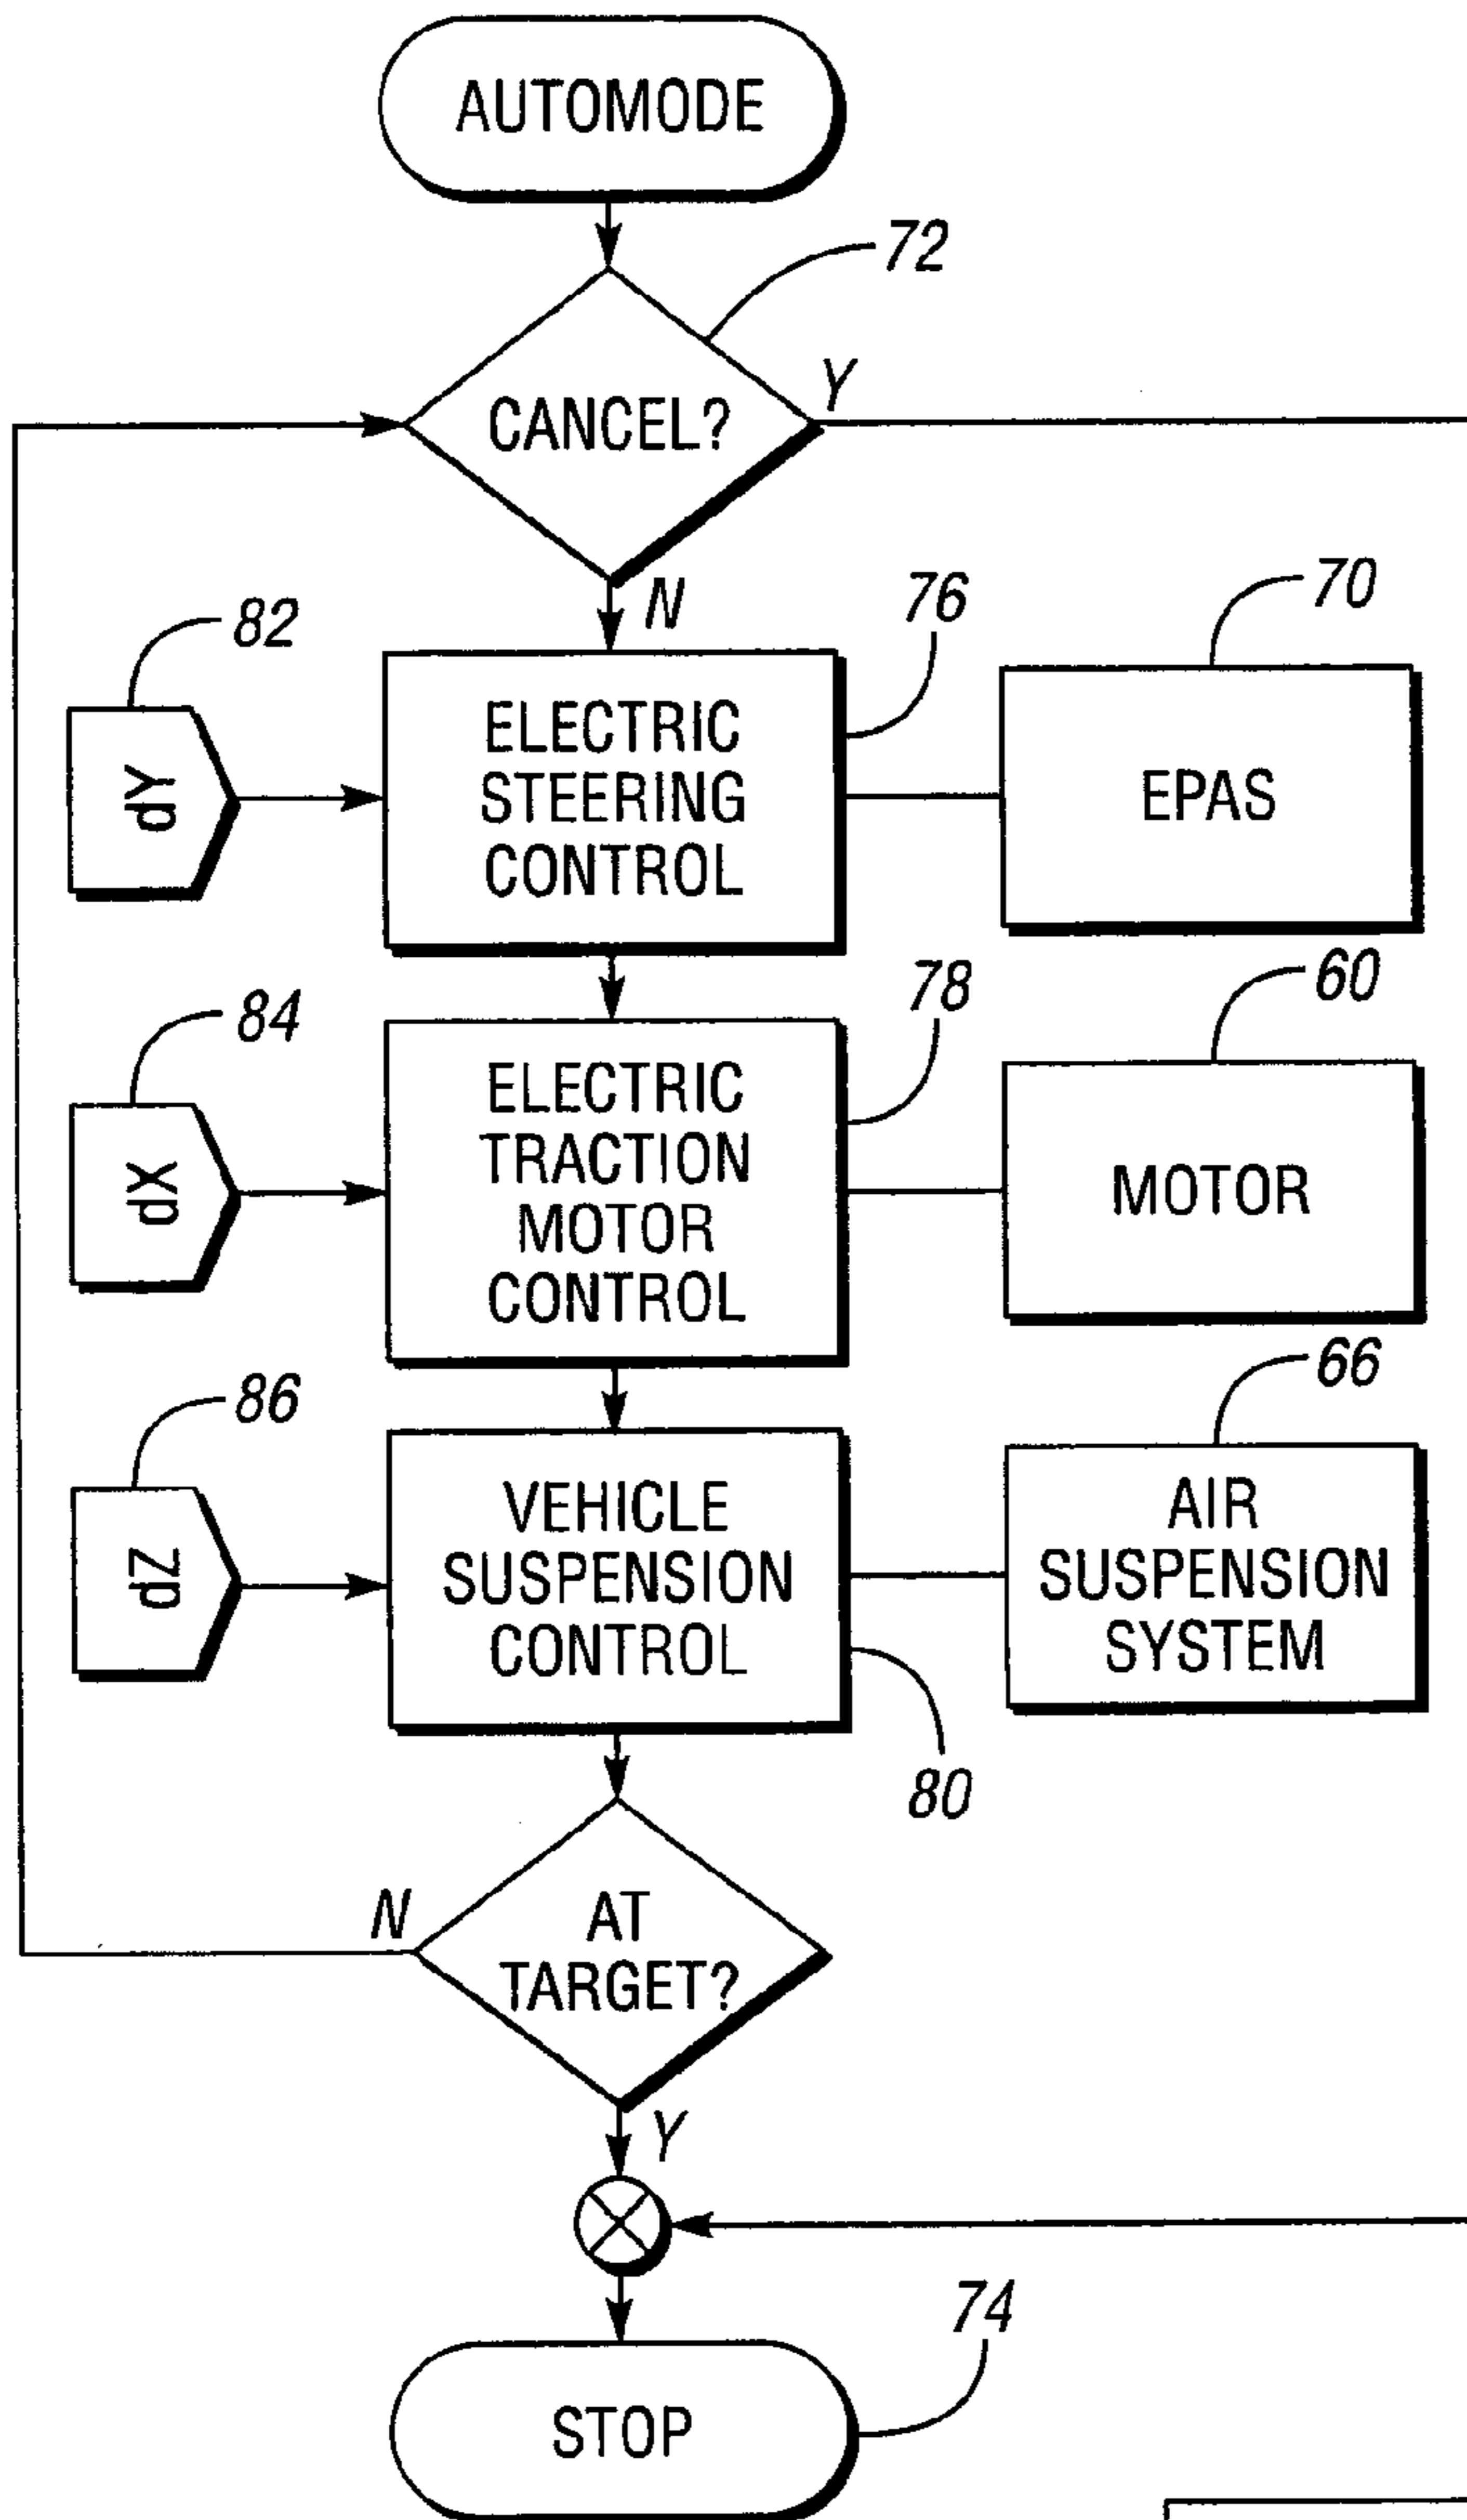 AUTOMODE
72
CANCEL?
Y
N
82
76
70
dY
ELECTRIC
STEERING
CONTROL
EPAS
84
78
60
dX
ELECTRIC
TRACTION
MOTOR
CONTROL
MOTOR
86
66
dZ
VEHICLE
SUSPENSION
CONTROL
AIR
SUSPENSION
SYSTEM
80
N
AT
TARGET?
Y
74
STOP